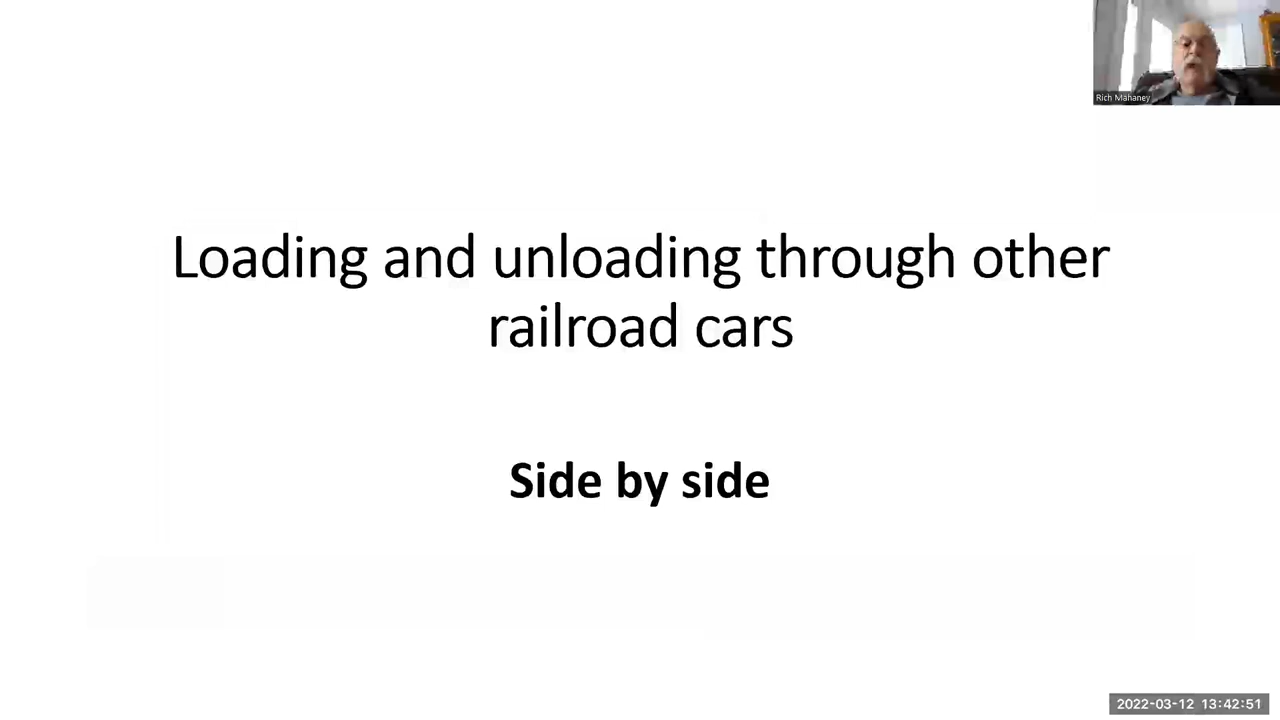 Rich Mahaney
Loading and unloading through other
railroad cars
Side by side
2022-03-12 13:42:51